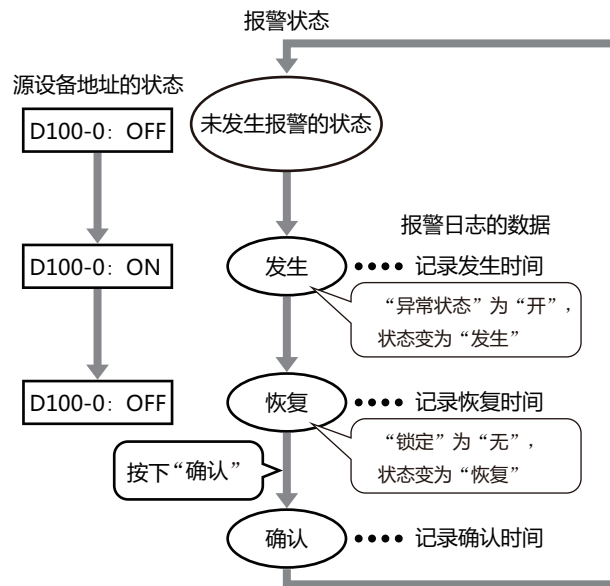 报警状态
源设备地址的状态
D100-0：OFF
未发生报警的状态
报警日志的数据
D100-0：ON
发生
•••• 记录发生时间
“异常状态”为“开”，
状态变为“发生”
D100-0：OFF
恢复
•••• 记录恢复时间
“锁定”为“无”，
状态变为“恢复”
按下“确认”
确认
•••• 记录确认时间